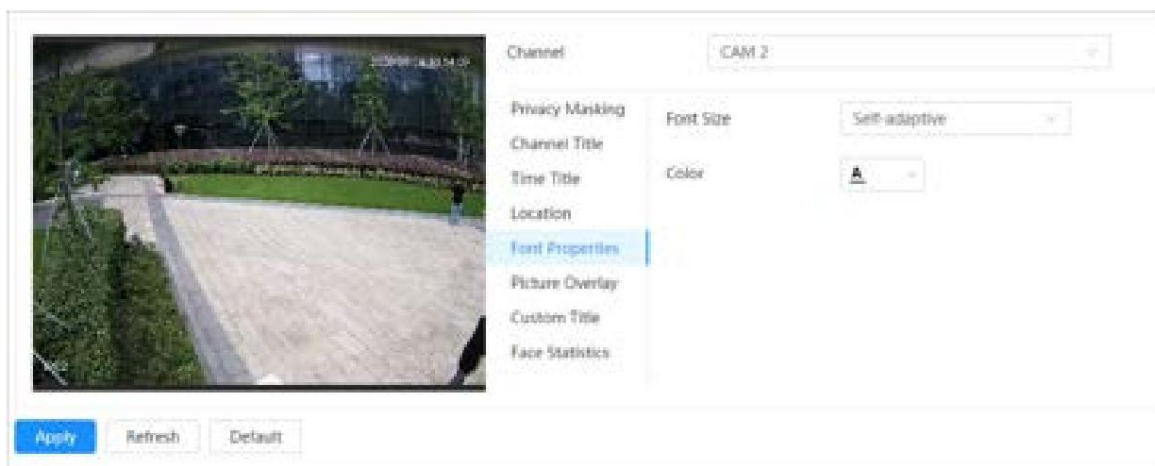 Channel
CAM 2
Privacy Masking
Font Size
Self-adaptive
Channel Title
Time Title
Color
A
Location
Font Properties
Picture Overlay
Custom Title
Face Statistics
Apply
Refresh
Default